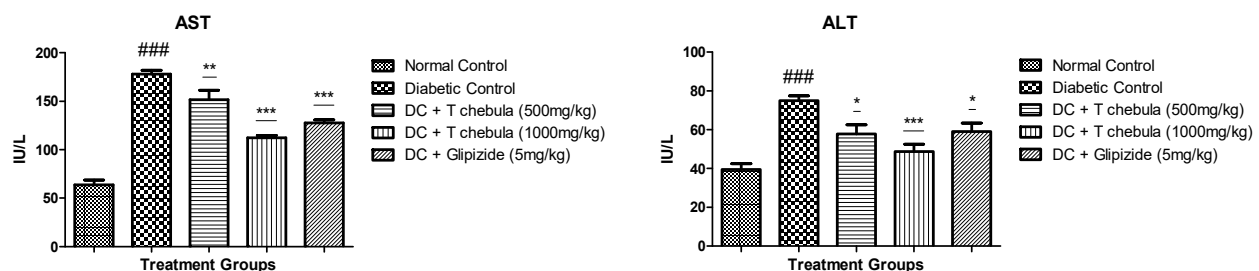 AST
IU/L
200
150
100
50
0
###
**
***
***
Treatment Groups
Normal Control
Diabetic Control
DC + T chebula (500mg/kg)
DC + T chebula (1000mg/kg)
DC + Glipizide (5mg/kg)
ALT
IU/L
100
80
60
40
20
0
###
*
***
*
Treatment Groups
Normal Control
Diabetic Control
DC + T chebula (500mg/kg)
DC + T chebula (1000mg/kg)
DC + Glipizide (5mg/kg)